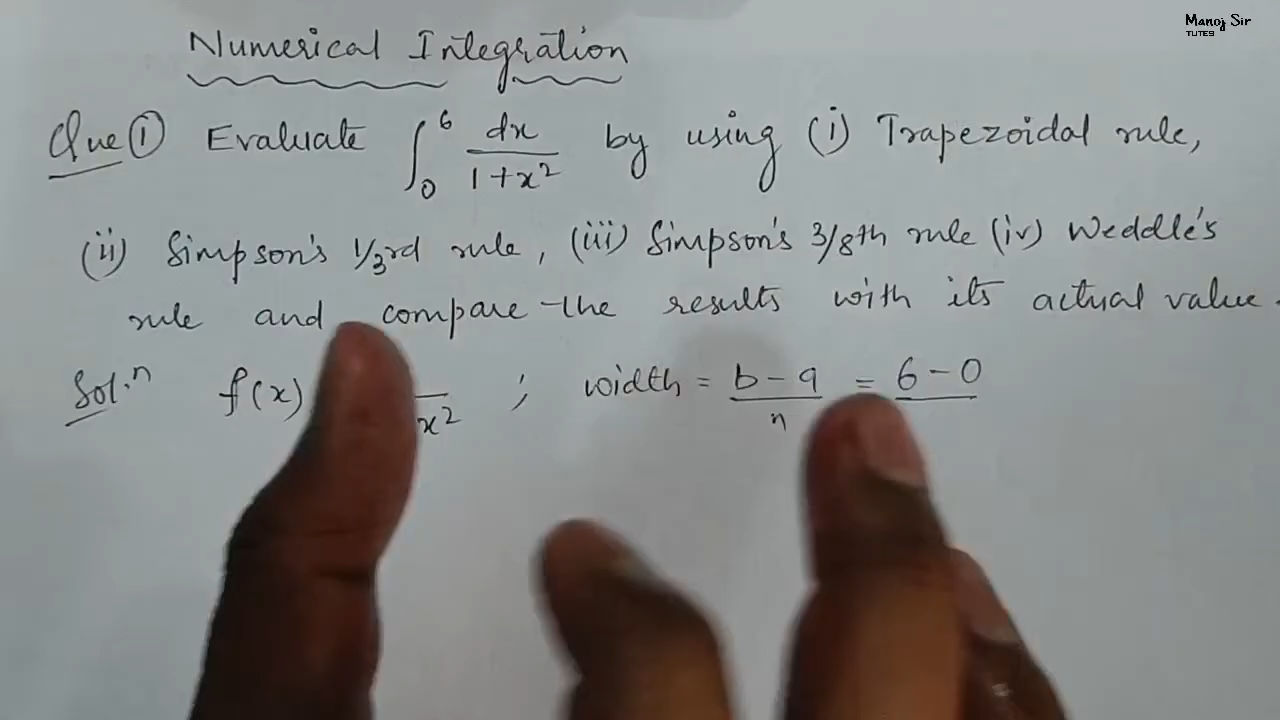 Manoj Sir
TUTES
Numerical Integration
Que ① Evaluate ∫₀⁶ dx/(1+x²) by using (i) Trapezoidal rule,
(ii) Simpson's 1/3rd rule, (iii) Simpson's 3/8th rule (iv) Weddle's
rule and compare the results with its actual value.
Sol.ⁿ f(x) x² ; width = (b-a)/n = 6-0